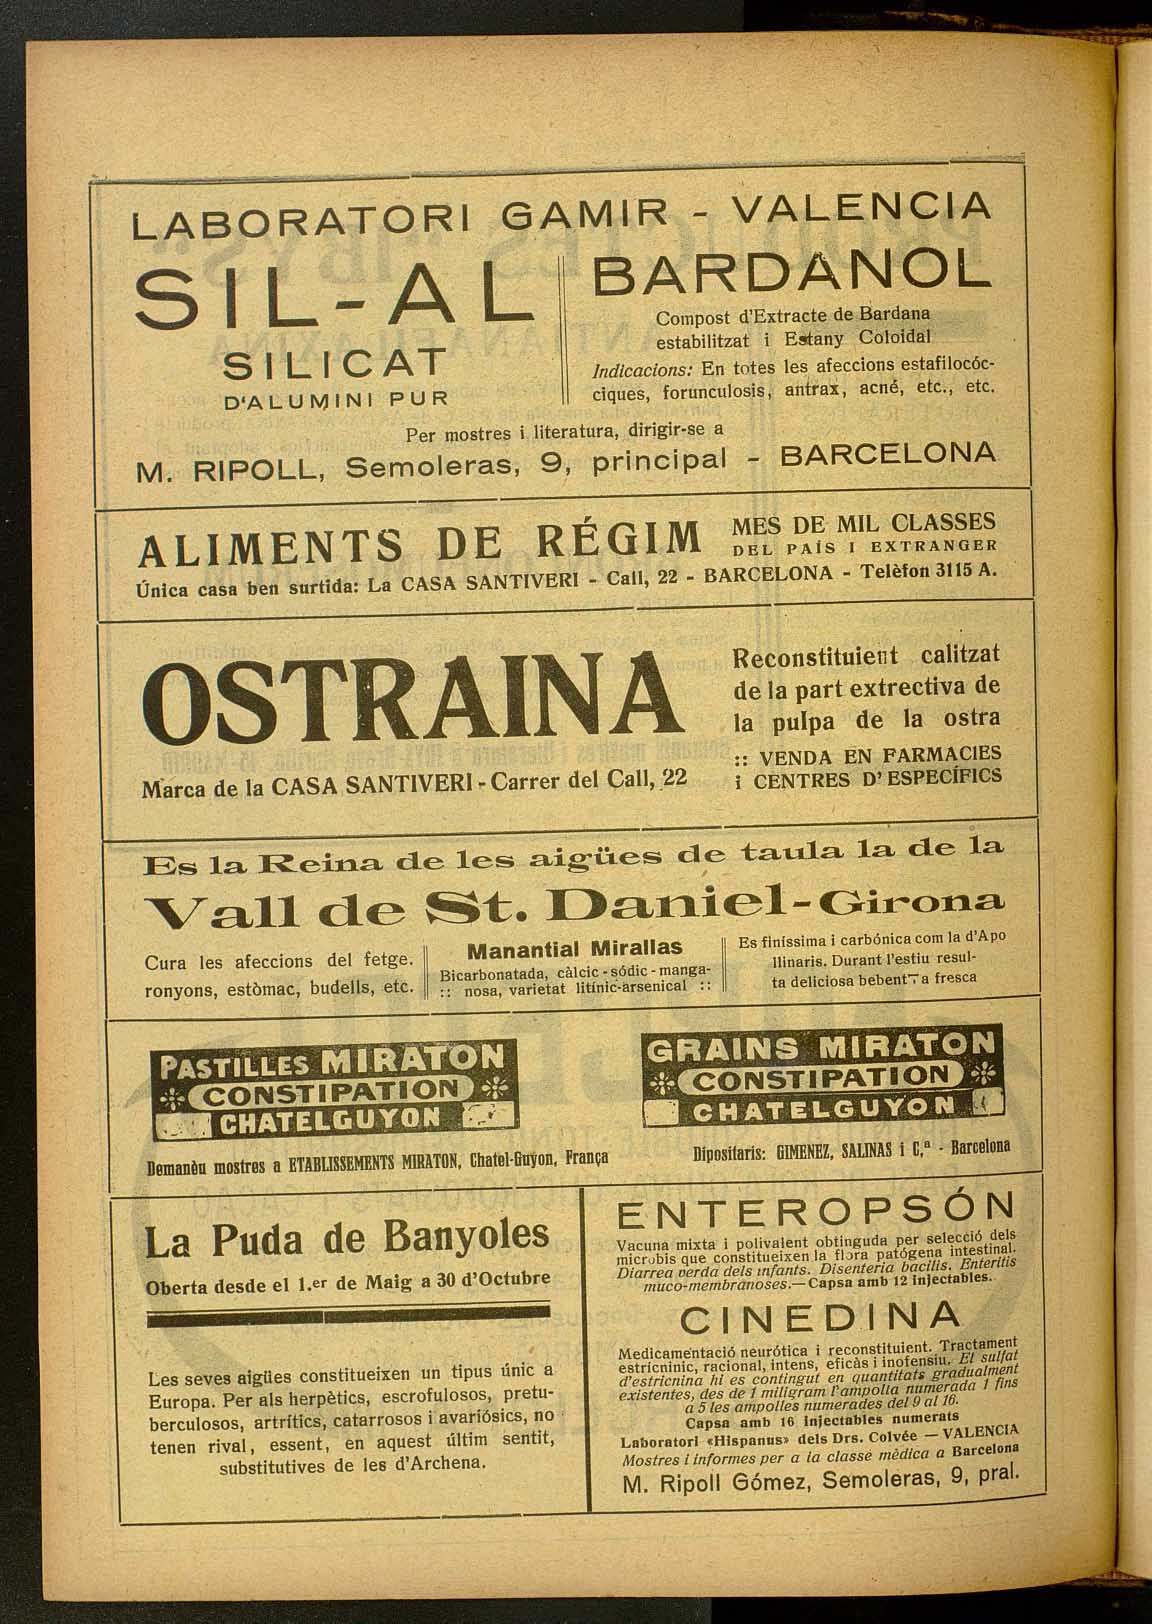 LABORATORI GAMIR - VALENCIA
SIL-AL
SILICAT
D'ALUMINI PUR
BARDANOL
Compost d'Extracte de Bardana
estabilitzat i Estany Coloidal
Indicacions: En totes les afeccions estafilocóc-
ciques, forunculosis, antrax, acné, etc., etc.
Per mostres i literatura, dirigir-se a
M. RIPOLL, Semoleras, 9, principal - BARCELONA
ALIMENTS DE RÉGIM
MES DE MIL CLASSES
DEL PAÍS I EXTRANGER
Única casa ben surtida: La CASA SANTIVERI - Call, 22 - BARCELONA - Telèfon 3115 A.
OSTRAINA
Marca de la CASA SANTIVERI - Carrer del Call, 22
Reconstituient calitzat
de la part extrectiva de
la pulpa de la ostra
:: VENDA EN FARMACIES
i CENTRES D'ESPECÍFICS
Es la Reina de les aigües de taula la de la
Vall de St. Daniel-Girona
Cura les afeccions del fetge.
ronyons, estòmac, budells, etc.
Manantial Mirallas
Bicarbonatada, càlcic - sódic - manga-
:: nosa, varietat litínic-arsenical ::
Es finíssima i carbónica com la d'Apo
llinaris. Durant l'estiu resul-
ta deliciosa bebent-a fresca
PASTILLES MIRATON
CONSTIPATION
CHATELGUYON
GRAINS MIRATON
CONSTIPATION
CHATELGUYON
Demanèu mostres a ETABLISSEMENTS MIRATON, Chatel-Guyon, França
Dipositaris: GIMENEZ, SALINAS i C,ª - Barcelona
La Puda de Banyoles
Oberta desde el 1.er de Maig a 30 d'Octubre
Les seves aigües constitueixen un tipus únic a
Europa. Per als herpètics, escrofulosos, pretu-
berculosos, artrítics, catarrosos i avariósics, no
tenen rival, essent, en aquest últim sentit,
substitutives de les d'Archena.
ENTEROPSÓN
Vacuna mixta i polivalent obtinguda per selecció dels
microbis que constitueixen la flora patógena intestinal.
Diarrea verda dels infants. Disenteria bacilis. Enteritis
muco-membranoses.—Capsa amb 12 injectables.
CINEDINA
Medicamentació neurótica i reconstituient. Tractament
estricninic, racional, intens, eficàs i inofensiu. El sulfat
d'estricnina hi es contingut en quantitats gradualment
existentes, des de 1 miligram l'ampolla numerada 1 fins
a 5 les ampolles numerades del 9 al 16.
Capsa amb 16 injectables numerats
Laboratori «Hispanus» dels Drs. Colvée — VALENCIA
Mostres i informes per a la classe mèdica a Barcelona
M. Ripoll Gómez, Semoleras, 9, pral.